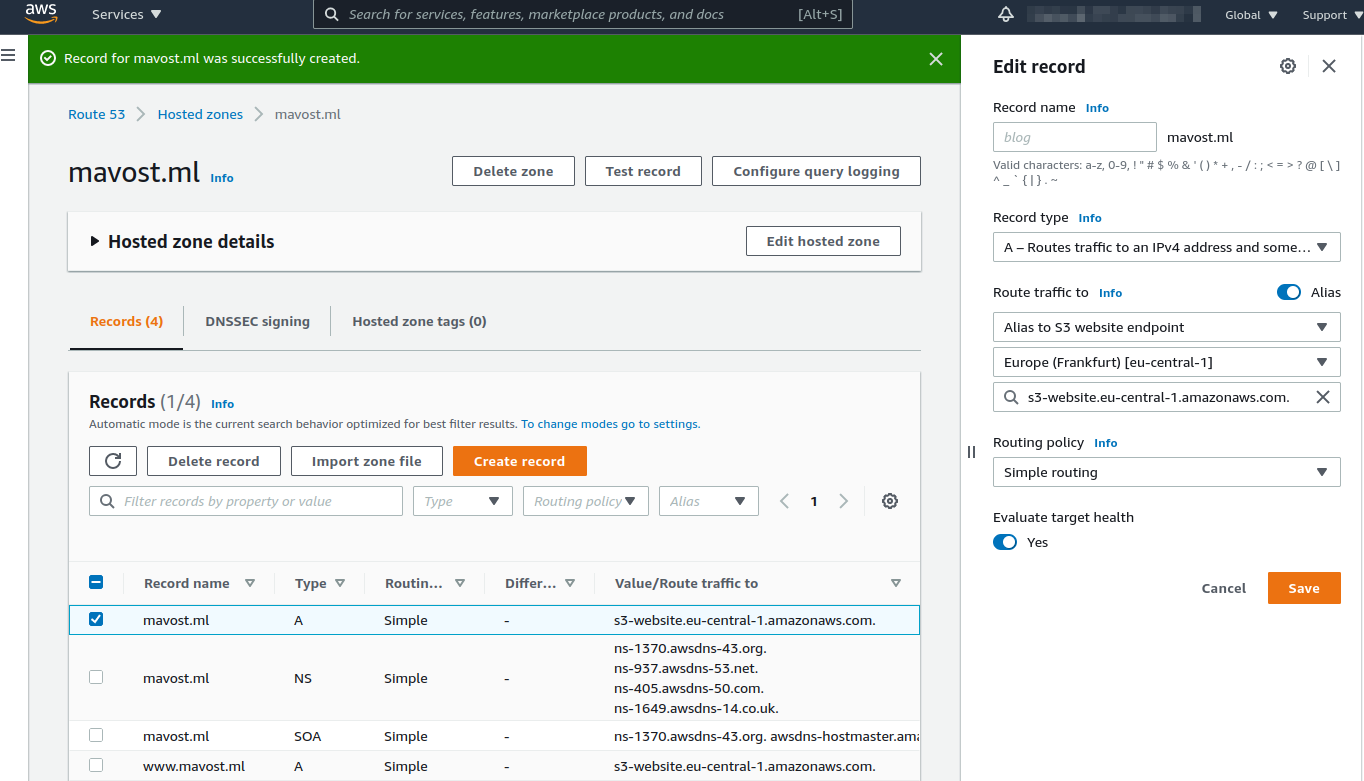 aws
Services
Search for services, features, marketplace products, and docs
[Alt+S]
Global
Support
Record for mavost.ml was successfully created.
Route 53
Hosted zones
mavost.ml
mavost.ml
Info
Delete zone
Test record
Configure query logging
Hosted zone details
Edit hosted zone
Records (4)
DNSSEC signing
Hosted zone tags (0)
Records (1/4)
Info
Automatic mode is the current search behavior optimized for best filter results. To change modes go to settings.
Delete record
Import zone file
Create record
Filter records by property or value
Type
Routing policy
Alias
1
Record name
Type
Routin...
Differ...
Value/Route traffic to
mavost.ml
A
Simple
-
s3-website.eu-central-1.amazonaws.com.
mavost.ml
NS
Simple
-
ns-1370.awsdns-43.org.
ns-937.awsdns-53.net.
ns-405.awsdns-50.com.
ns-1649.awsdns-14.co.uk.
mavost.ml
SOA
Simple
-
ns-1370.awsdns-43.org. awsdns-hostmaster.ama
www.mavost.ml
A
Simple
-
s3-website.eu-central-1.amazonaws.com.
Edit record
Record name
Info
blog
mavost.ml
Valid characters: a-z, 0-9, ! " # $ % & ' ( ) * + , - / : ; < = > ? @ [ \ ]
^ _ ` { | } . ~
Record type
Info
A – Routes traffic to an IPv4 address and some...
Route traffic to
Info
Alias
Alias to S3 website endpoint
Europe (Frankfurt) [eu-central-1]
s3-website.eu-central-1.amazonaws.com.
Routing policy
Info
Simple routing
Evaluate target health
Yes
Cancel
Save